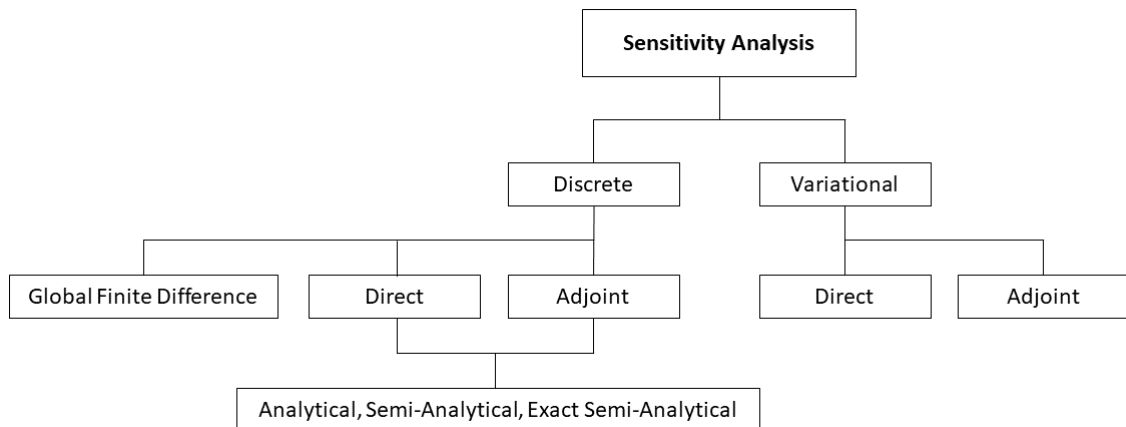 Sensitivity Analysis
Discrete
Variational
Global Finite Difference
Direct
Adjoint
Direct
Adjoint
Analytical, Semi-Analytical, Exact Semi-Analytical